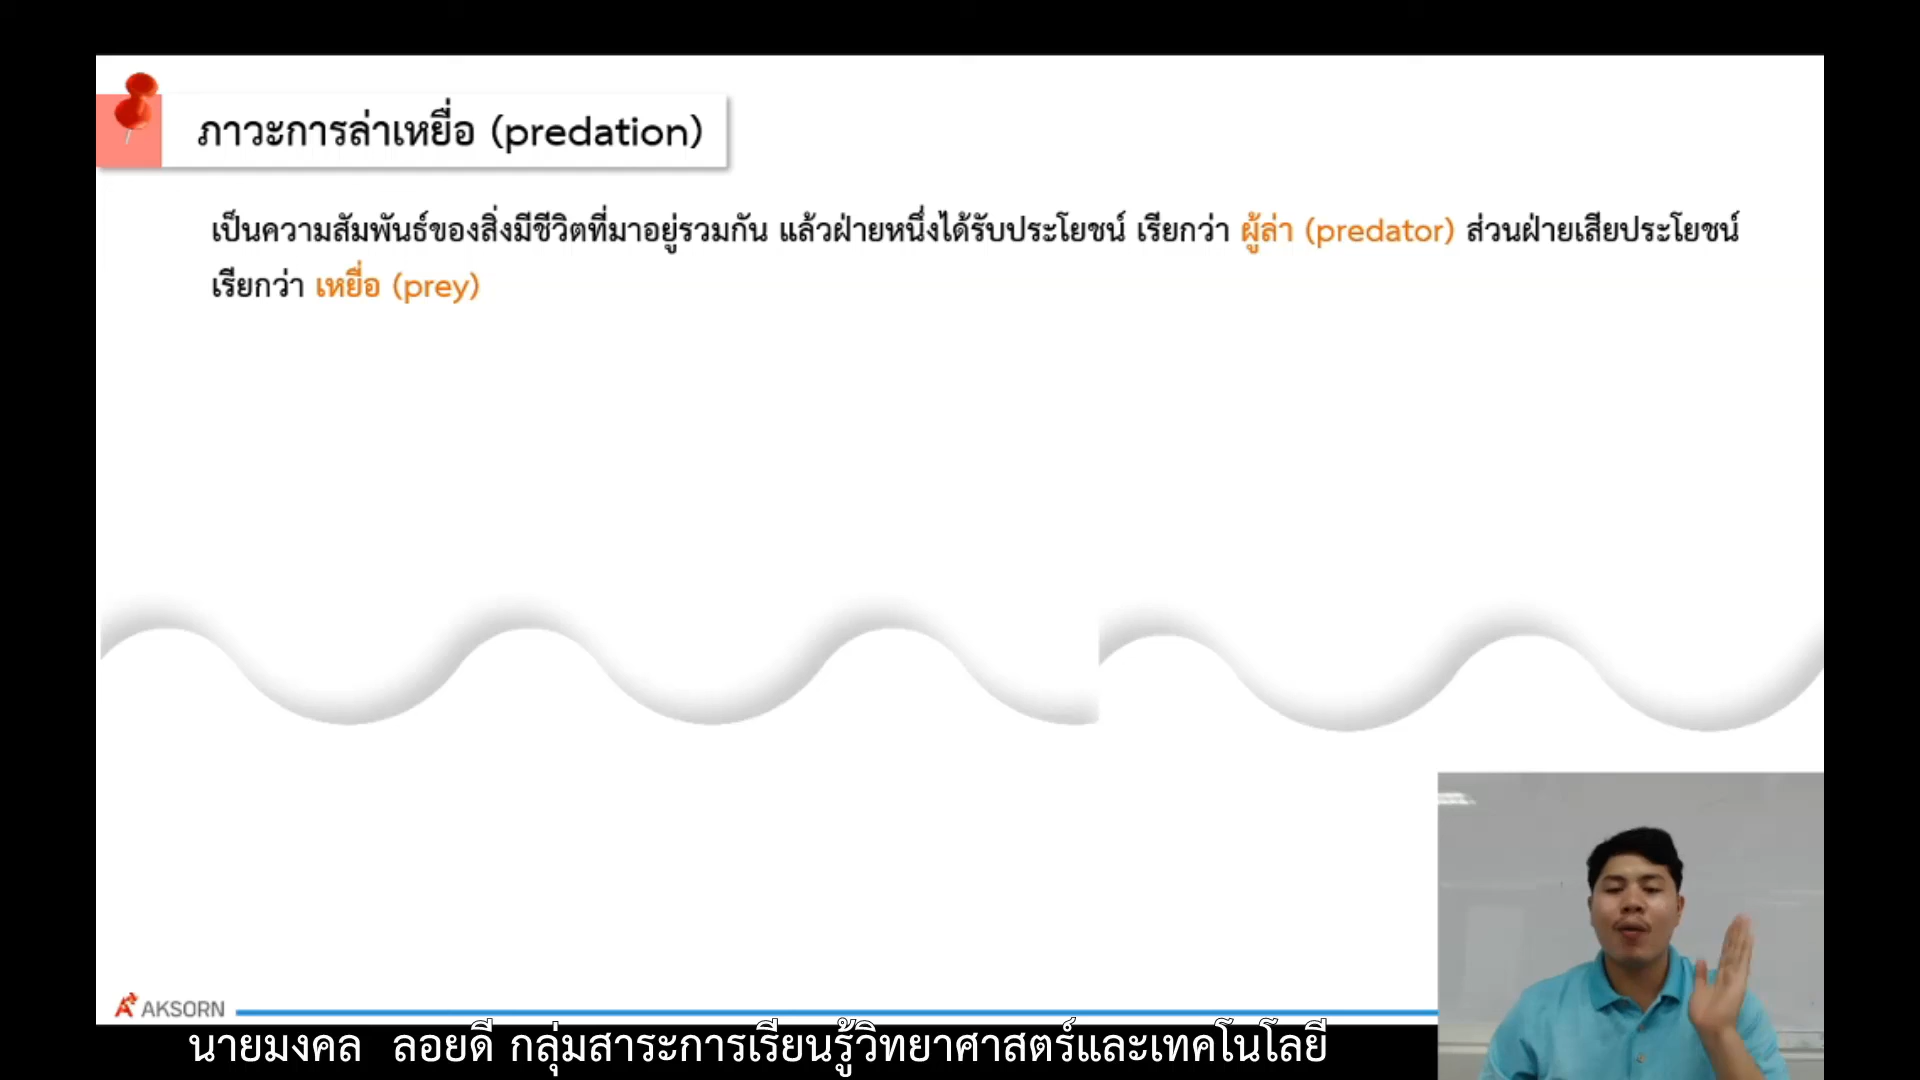 ภาวะการล่าเหยื่อ (predation)
เป็นความสัมพันธ์ของสิ่งมีชีวิตที่มาอยู่รวมกัน แล้วฝ่ายหนึ่งได้รับประโยชน์ เรียกว่า ผู้ล่า (predator) ส่วนฝ่ายเสียประโยชน์
เรียกว่า เหยื่อ (prey)
AKSORN
นายมงคล  ลอยดี กลุ่มสาระการเรียนรู้วิทยาศาสตร์และเทคโนโลยี